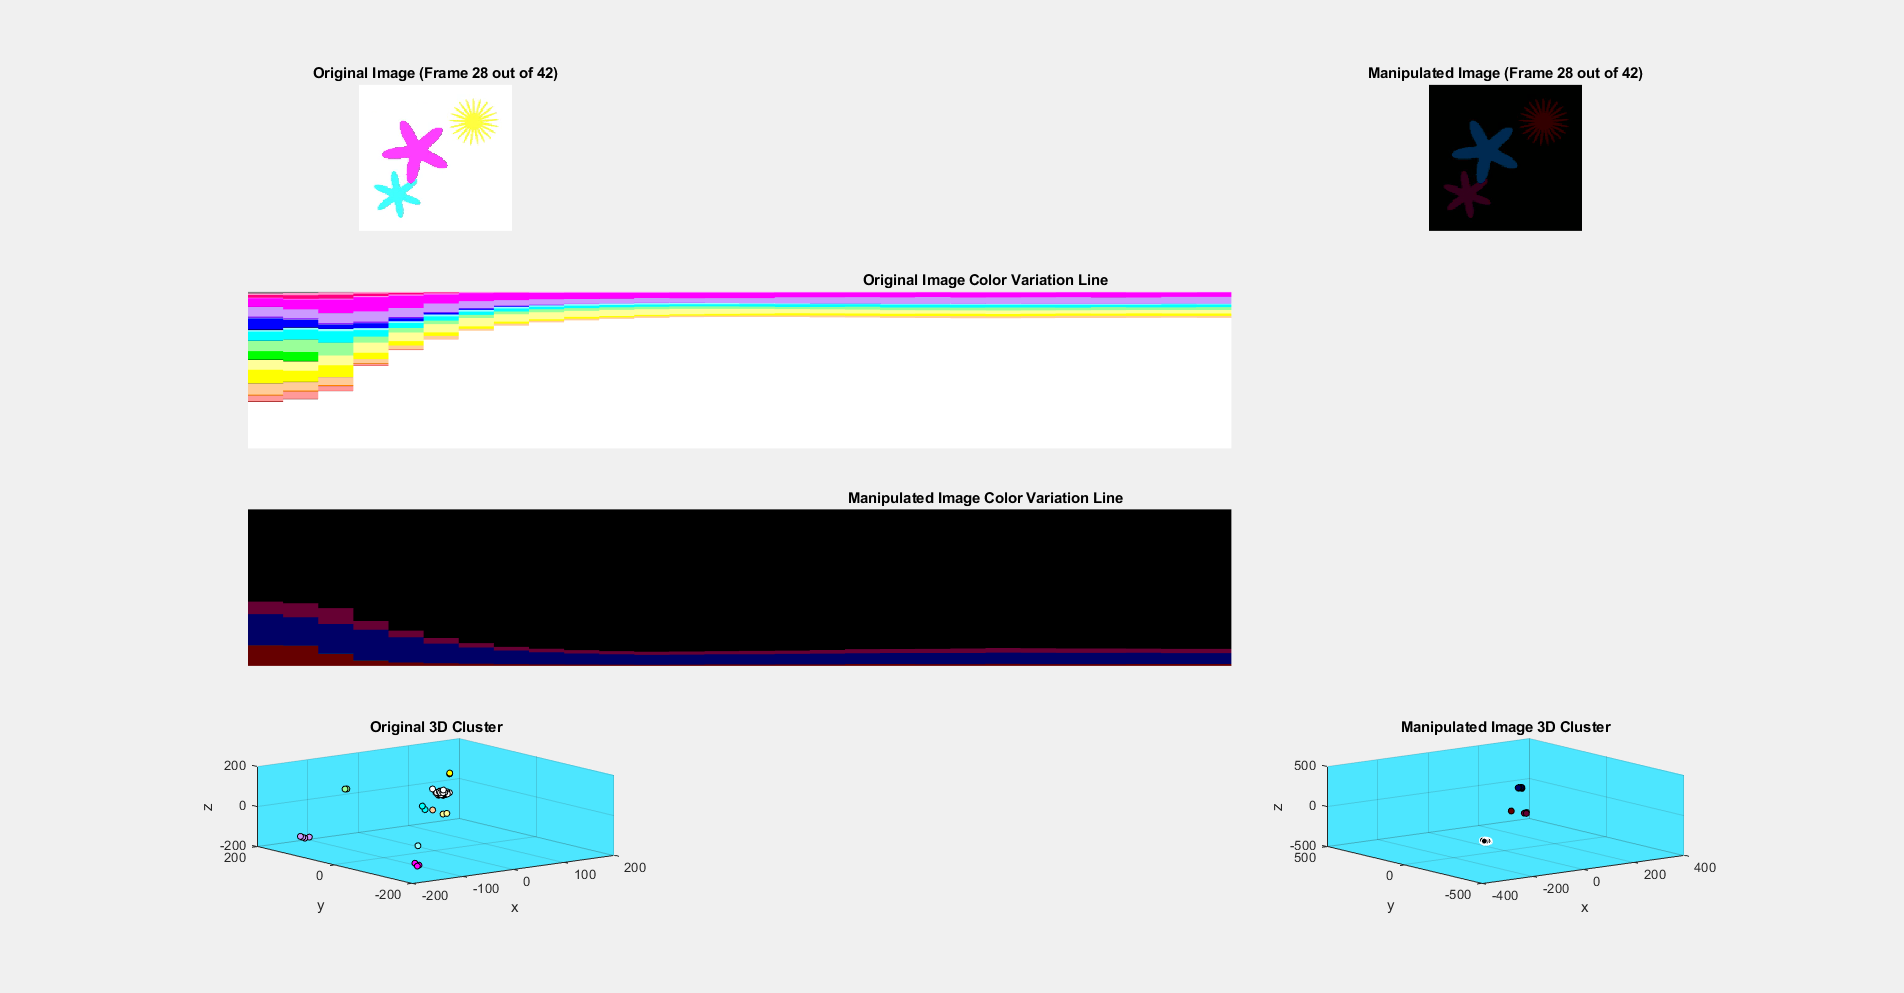 Original Image (Frame 28 out of 42)
Manipulated Image (Frame 28 out of 42)
Original Image Color Variation Line
Manipulated Image Color Variation Line
Original 3D Cluster
200
0
-200
z
200
0
-200
y
-200
-100
0
100
200
x
Manipulated Image 3D Cluster
500
0
-500
z
500
0
-500
y
-400
-200
0
200
400
x